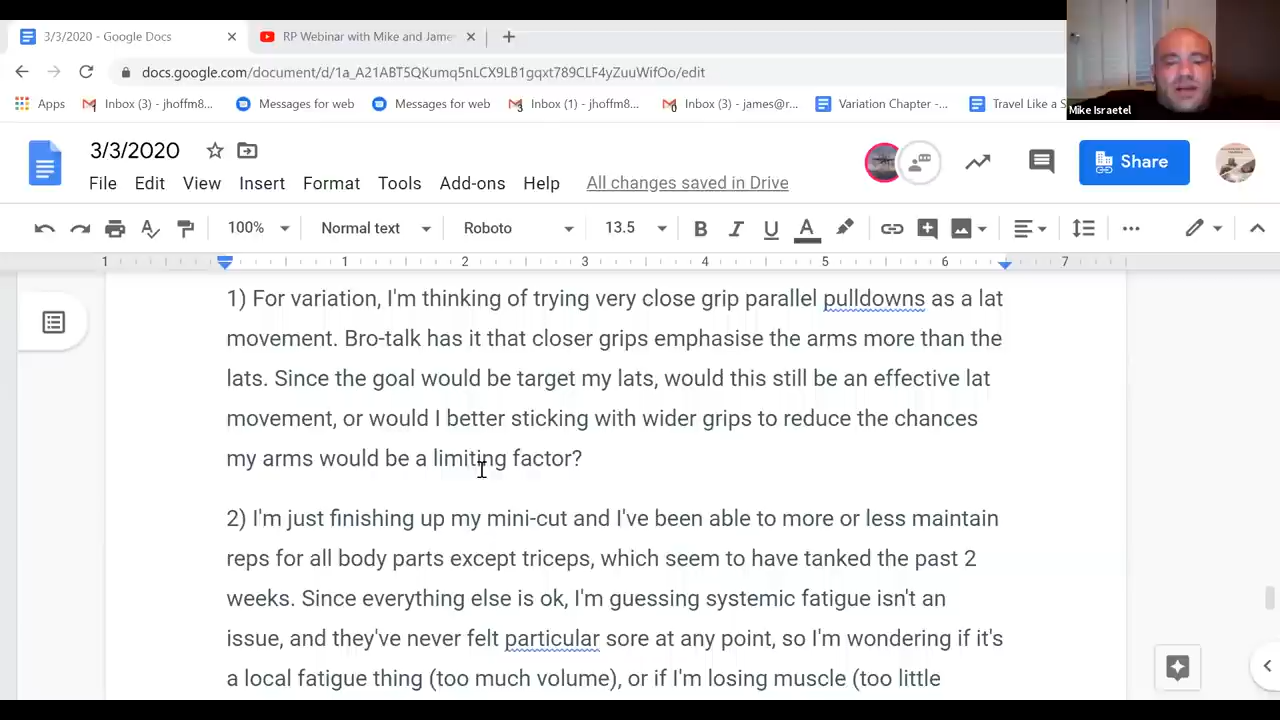 3/3/2020 - Google Docs
RP Webinar with Mike and Jame
docs.google.com/document/d/1a_A21ABT5QKumq5nLCX9LB1gqxt789CLF4yZuuWifOo/edit
Apps Inbox (3) - jhoffm8... Messages for web Messages for web Inbox (1) - jhoffm8... Inbox (3) - james@r... Variation Chapter -... Travel Like a S
Mike Israetel
3/3/2020
Share
File Edit View Insert Format Tools Add-ons Help All changes saved in Drive
100% Normal text Roboto 13.5 B I U A
1 1 2 3 4 5 6 7
1) For variation, I'm thinking of trying very close grip parallel pulldowns as a lat
movement. Bro-talk has it that closer grips emphasise the arms more than the
lats. Since the goal would be target my lats, would this still be an effective lat
movement, or would I better sticking with wider grips to reduce the chances
my arms would be a limiting factor?
2) I'm just finishing up my mini-cut and I've been able to more or less maintain
reps for all body parts except triceps, which seem to have tanked the past 2
weeks. Since everything else is ok, I'm guessing systemic fatigue isn't an
issue, and they've never felt particular sore at any point, so I'm wondering if it's
a local fatigue thing (too much volume), or if I'm losing muscle (too little